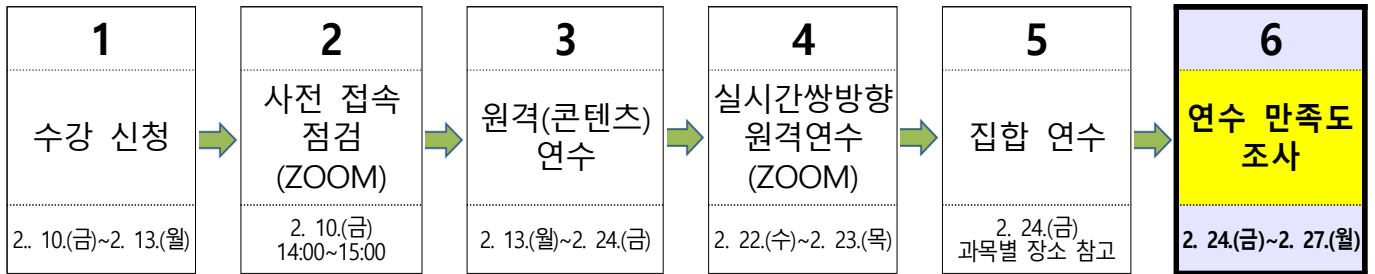 1
수강 신청
2.. 10.(금)~2. 13.(월)
2
사전 접속
점검
(ZOOM)
2. 10.(금)
14:00~15:00
3
원격(콘텐츠)
연수
2. 13.(월)~2. 24.(금)
4
실시간쌍방향
원격연수
(ZOOM)
2. 22.(수)~2. 23.(목)
5
집합 연수
2. 24.(금)
과목별 장소 참고
6
연수 만족도
조사
2. 24.(금)~2. 27.(월)